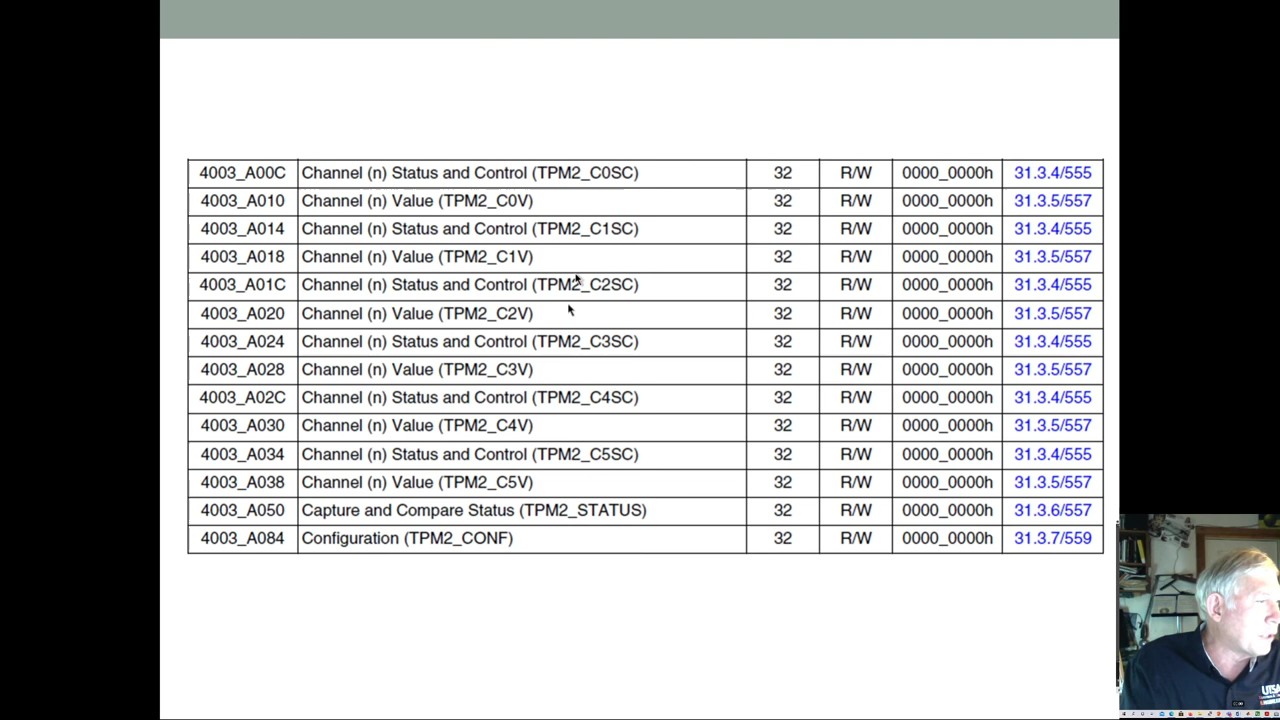 4003_A00C Channel (n) Status and Control (TPM2_C0SC) 32 R/W 0000_0000h 31.3.4/555
4003_A010 Channel (n) Value (TPM2_C0V) 32 R/W 0000_0000h 31.3.5/557
4003_A014 Channel (n) Status and Control (TPM2_C1SC) 32 R/W 0000_0000h 31.3.4/555
4003_A018 Channel (n) Value (TPM2_C1V) 32 R/W 0000_0000h 31.3.5/557
4003_A01C Channel (n) Status and Control (TPM2_C2SC) 32 R/W 0000_0000h 31.3.4/555
4003_A020 Channel (n) Value (TPM2_C2V) 32 R/W 0000_0000h 31.3.5/557
4003_A024 Channel (n) Status and Control (TPM2_C3SC) 32 R/W 0000_0000h 31.3.4/555
4003_A028 Channel (n) Value (TPM2_C3V) 32 R/W 0000_0000h 31.3.5/557
4003_A02C Channel (n) Status and Control (TPM2_C4SC) 32 R/W 0000_0000h 31.3.4/555
4003_A030 Channel (n) Value (TPM2_C4V) 32 R/W 0000_0000h 31.3.5/557
4003_A034 Channel (n) Status and Control (TPM2_C5SC) 32 R/W 0000_0000h 31.3.4/555
4003_A038 Channel (n) Value (TPM2_C5V) 32 R/W 0000_0000h 31.3.5/557
4003_A050 Capture and Compare Status (TPM2_STATUS) 32 R/W 0000_0000h 31.3.6/557
4003_A084 Configuration (TPM2_CONF) 32 R/W 0000_0000h 31.3.7/559